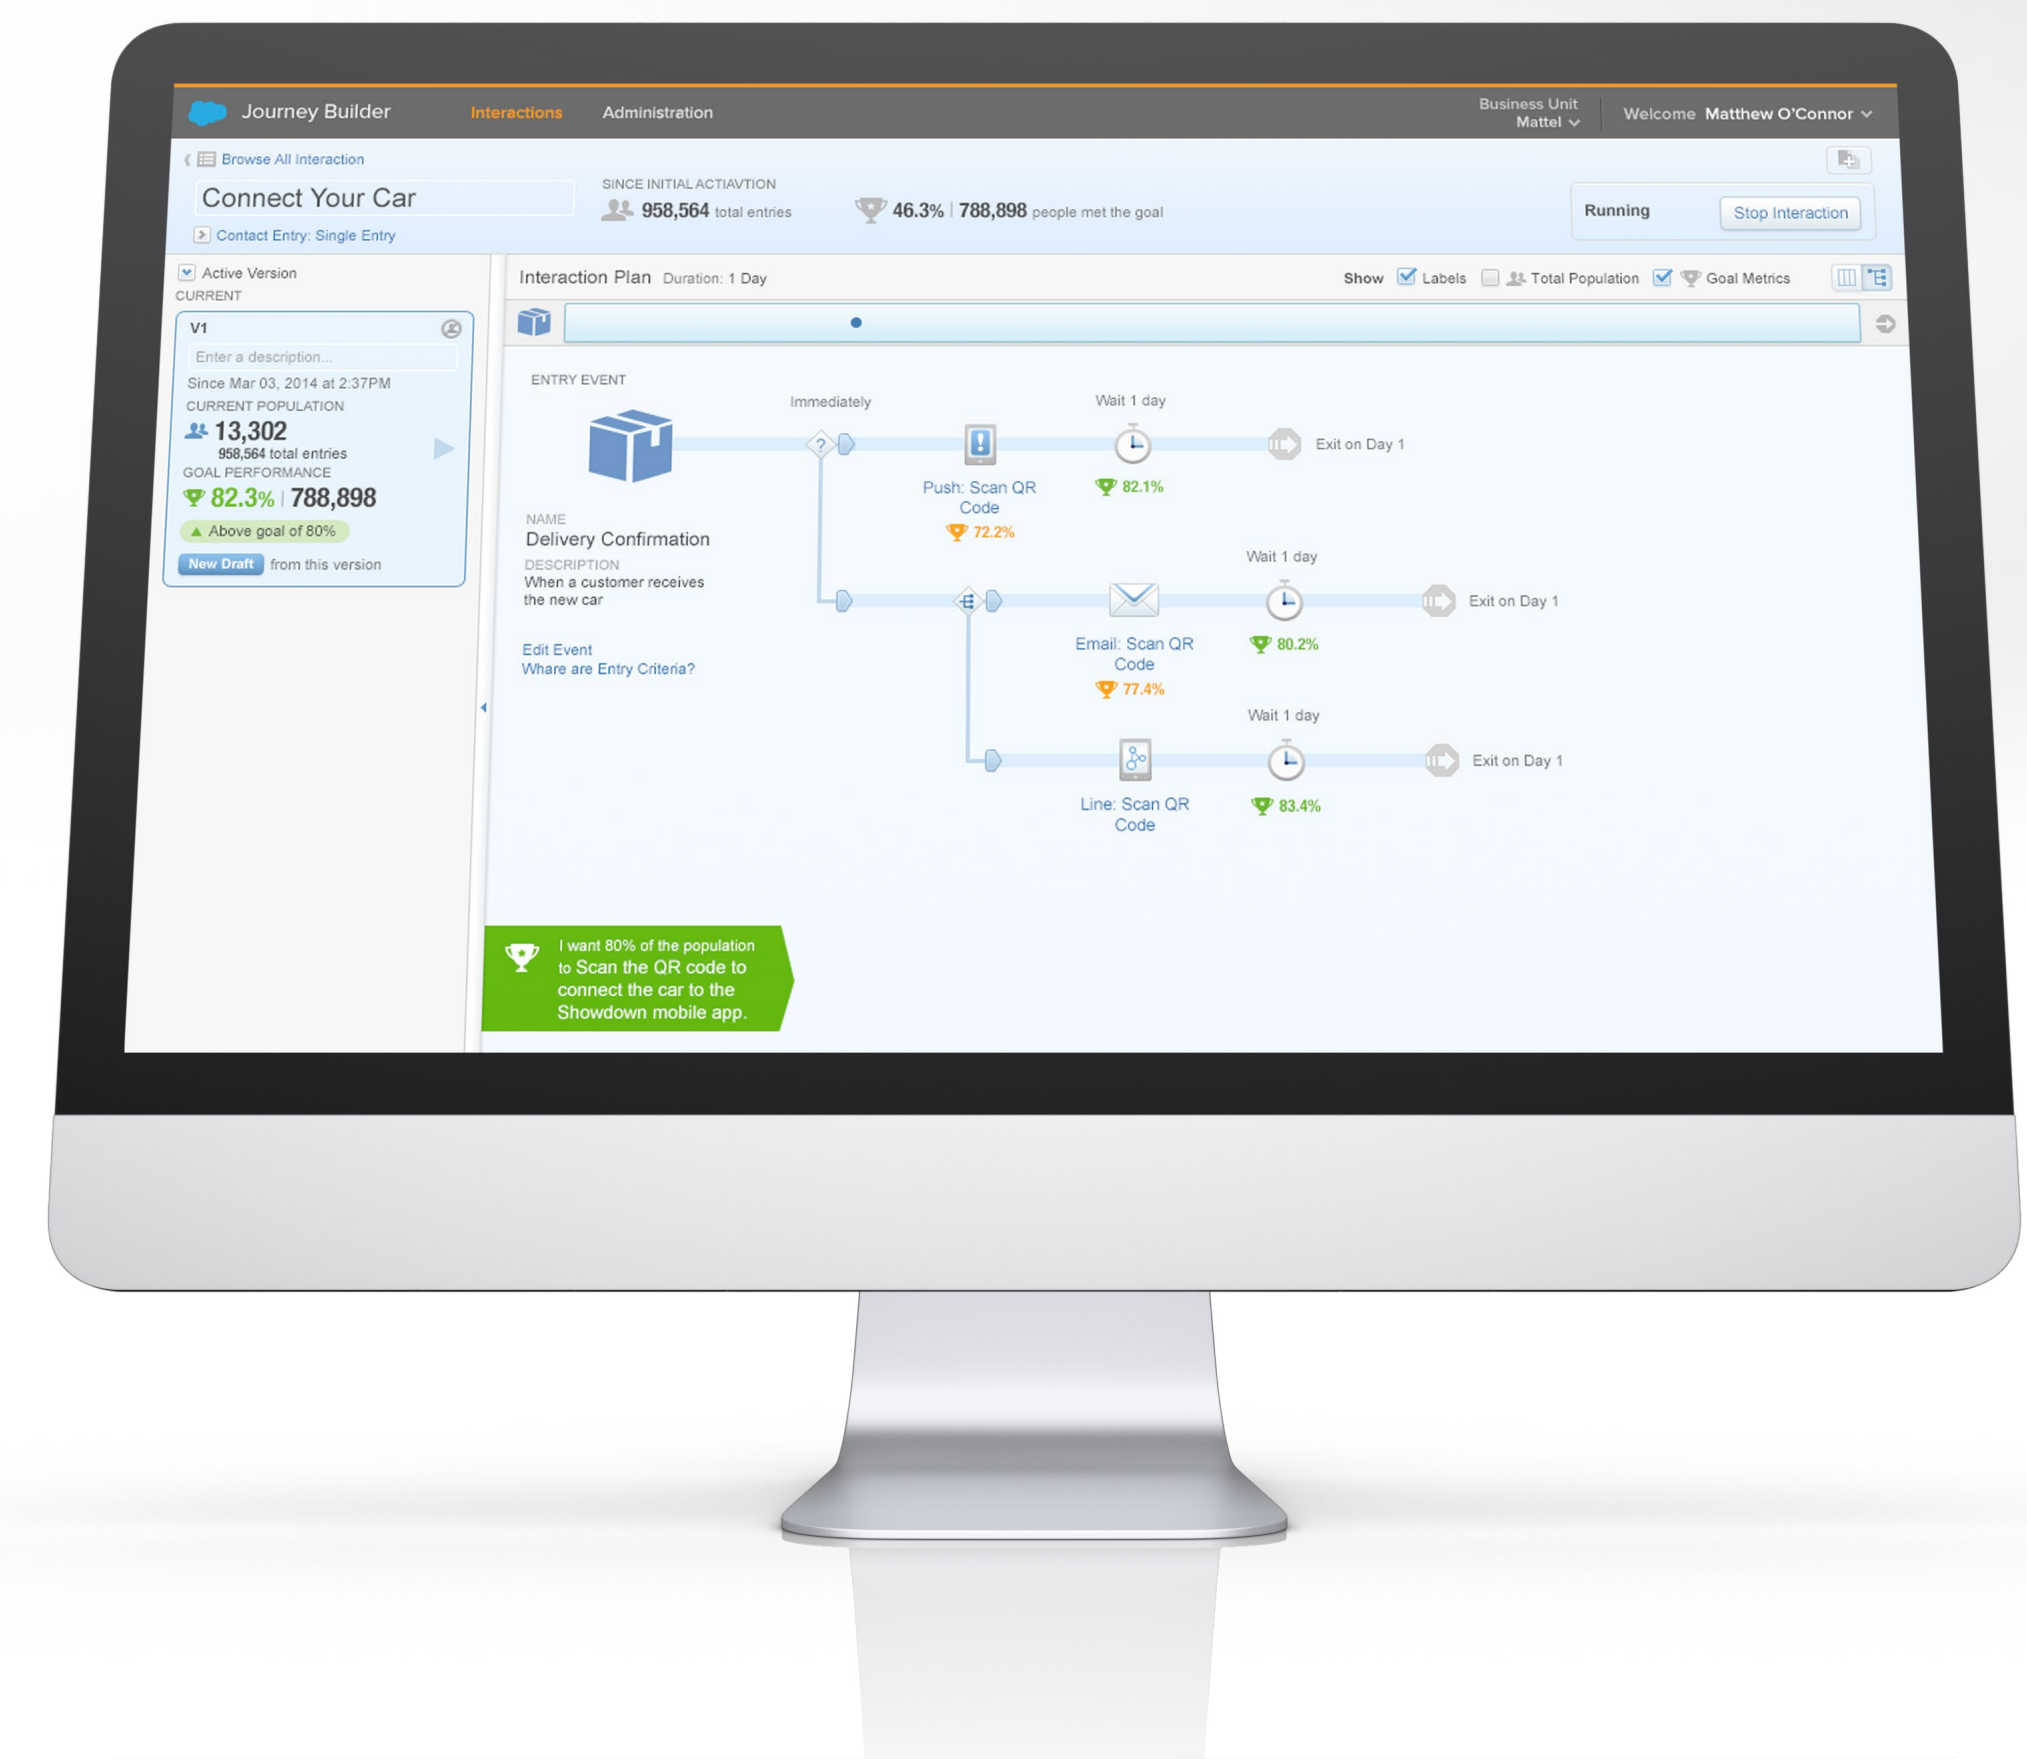 Journey Builder
Interactions
Administration
Business Unit
Mattel
Welcome Matthew O'Connor
Browse All Interaction
Connect Your Car
Contact Entry: Single Entry
SINCE INITIAL ACTIAVTION
958,564 total entries
46.3% | 788,898 people met the goal
Running
Stop Interaction
Active Version
CURRENT
V1
Enter a description...
Since Mar 03, 2014 at 2:37PM
CURRENT POPULATION
13,302
958,564 total entries
GOAL PERFORMANCE
82.3% | 788,898
Above goal of 80%
New Draft from this version
Interaction Plan Duration: 1 Day
Show Labels Total Population Goal Metrics
ENTRY EVENT
NAME
Delivery Confirmation
DESCRIPTION
When a customer receives
the new car
Edit Event
Whare are Entry Criteria?
Immediately
?
Push: Scan QR
Code
72.2%
Wait 1 day
82.1%
Exit on Day 1
Email: Scan QR
Code
77.4%
Wait 1 day
80.2%
Exit on Day 1
Line: Scan QR
Code
Wait 1 day
83.4%
Exit on Day 1
I want 80% of the population
to Scan the QR code to
connect the car to the
Showdown mobile app.